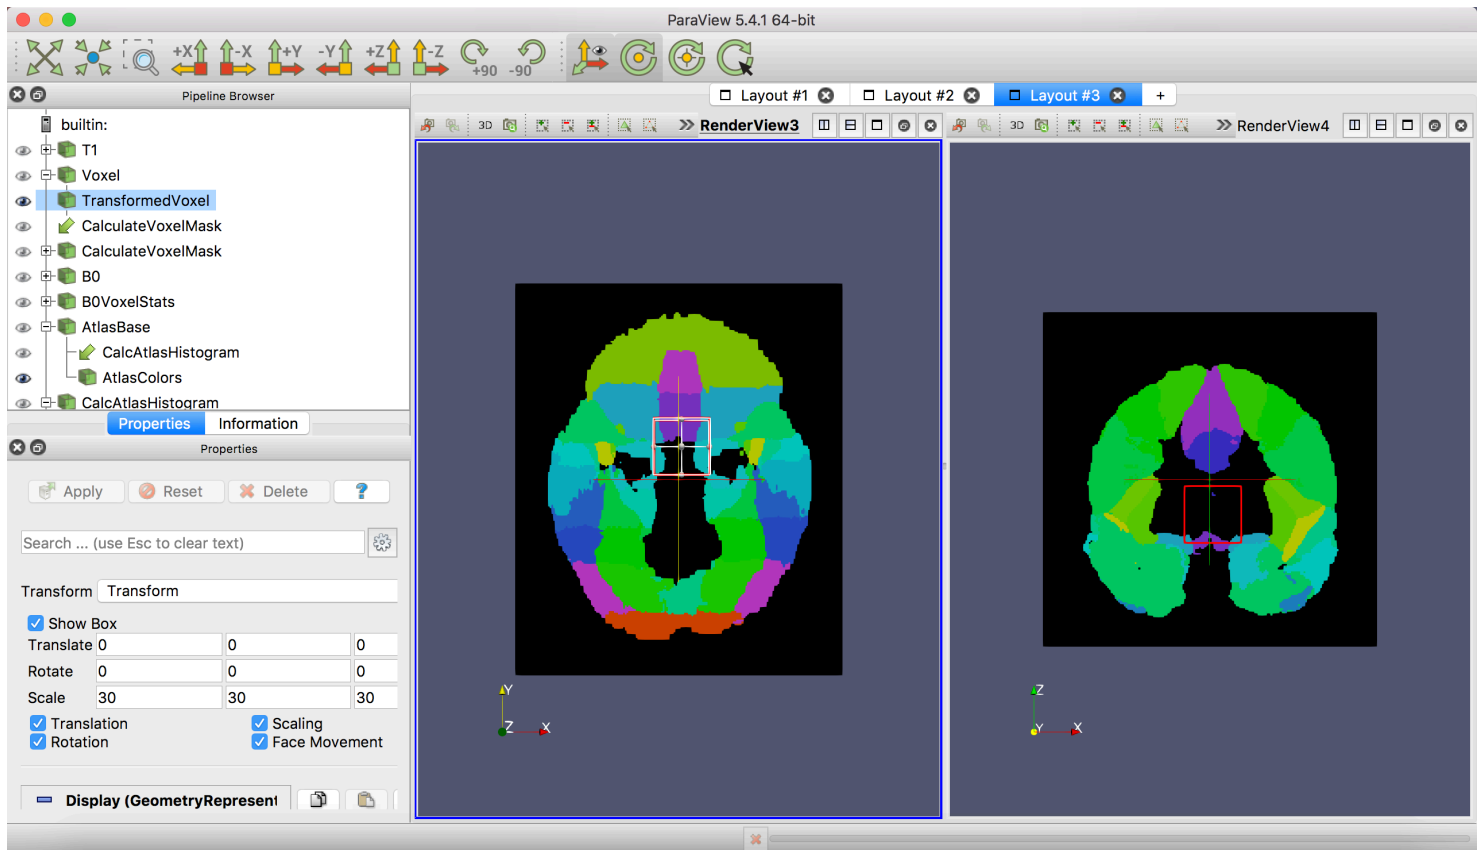 ParaView 5.4.1 64-bit
+X -X +Y -Y +Z -Z +90 -90
Pipeline Browser
Layout #1 Layout #2 Layout #3 +
builtin:
T1
Voxel
TransformedVoxel
CalculateVoxelMask
CalculateVoxelMask
B0
B0VoxelStats
AtlasBase
CalcAtlasHistogram
AtlasColors
CalcAtlasHistogram
3D >> RenderView3
3D >> RenderView4
Properties Information
Properties
Apply Reset Delete ?
Search ... (use Esc to clear text)
Transform Transform
Show Box
Translate 0 0 0
Rotate 0 0 0
Scale 30 30 30
Translation Scaling
Rotation Face Movement
Display (GeometryRepresent
Y
Z X
Z
Y X